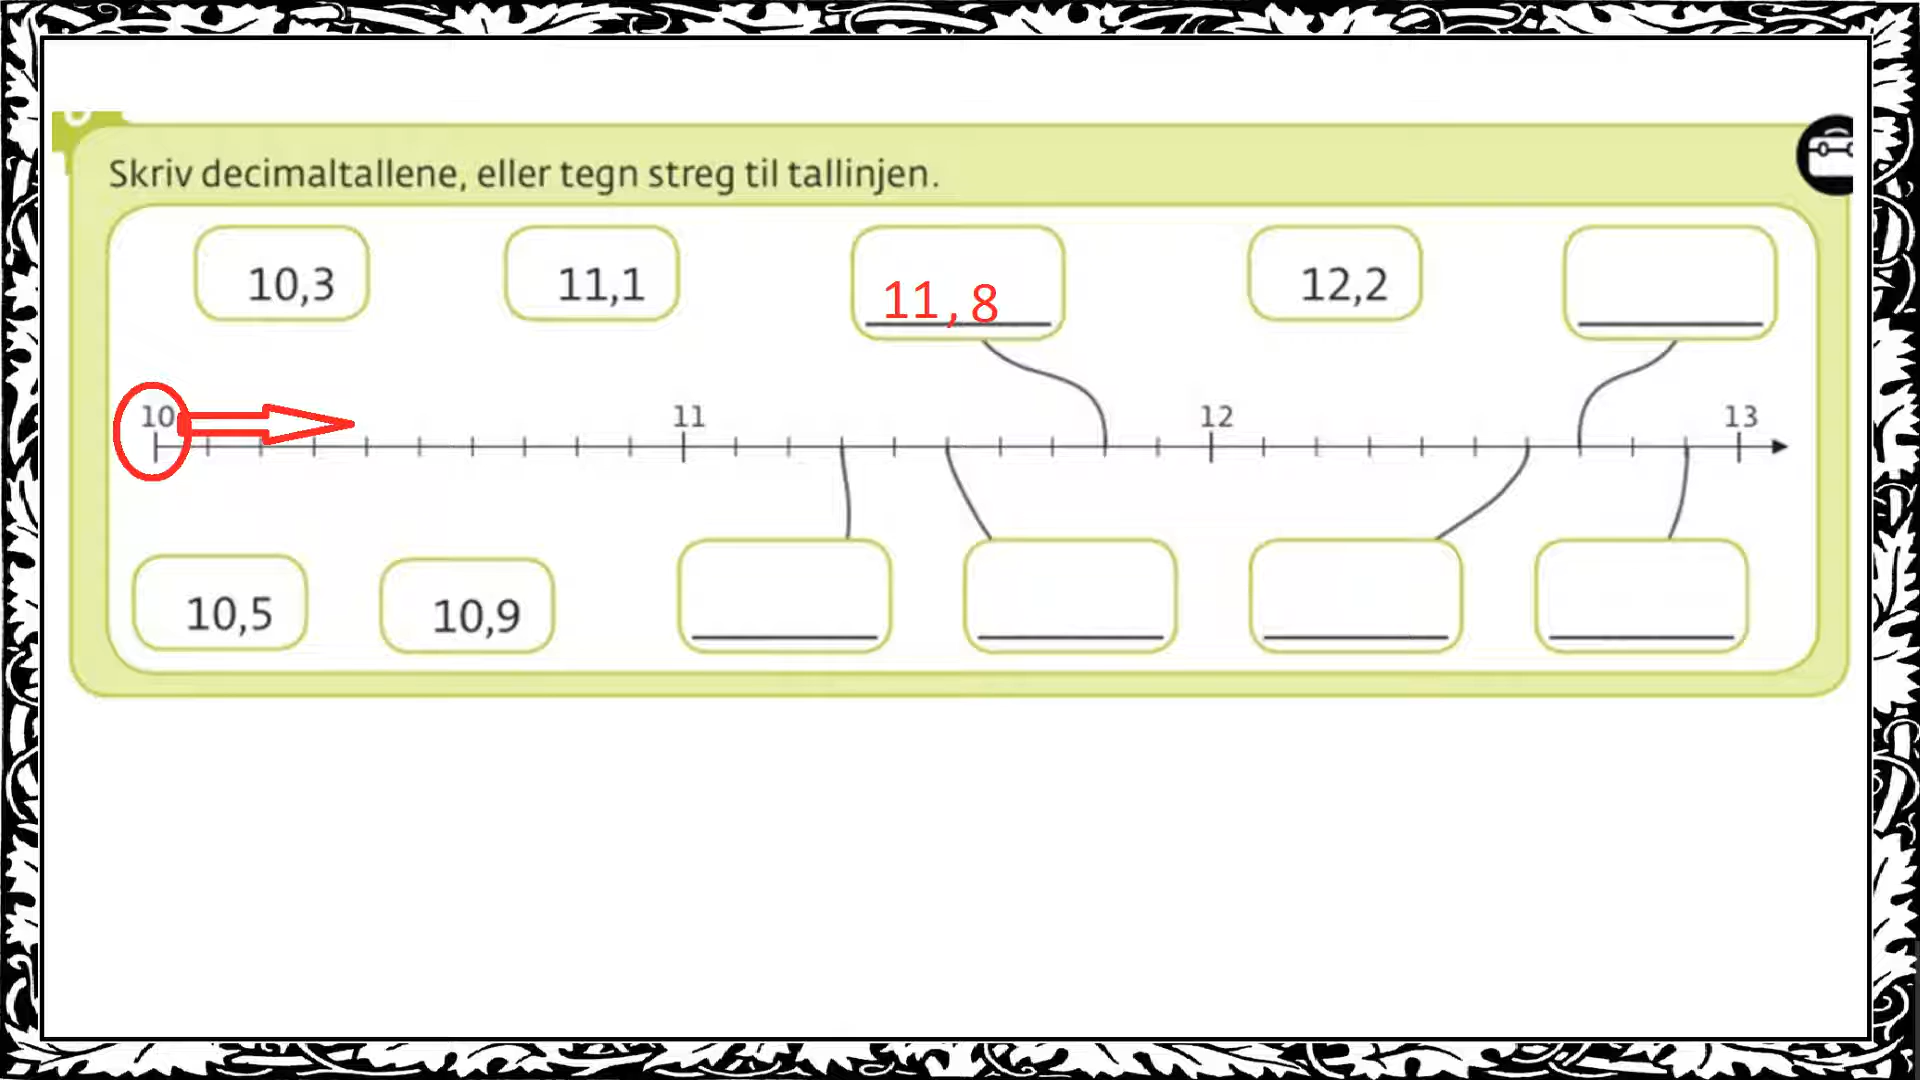 Skriv decimaltallene, eller tegn streg til tallinjen.
10,3 11,1 11,8 12,2
10 11 12 13
10,5 10,9